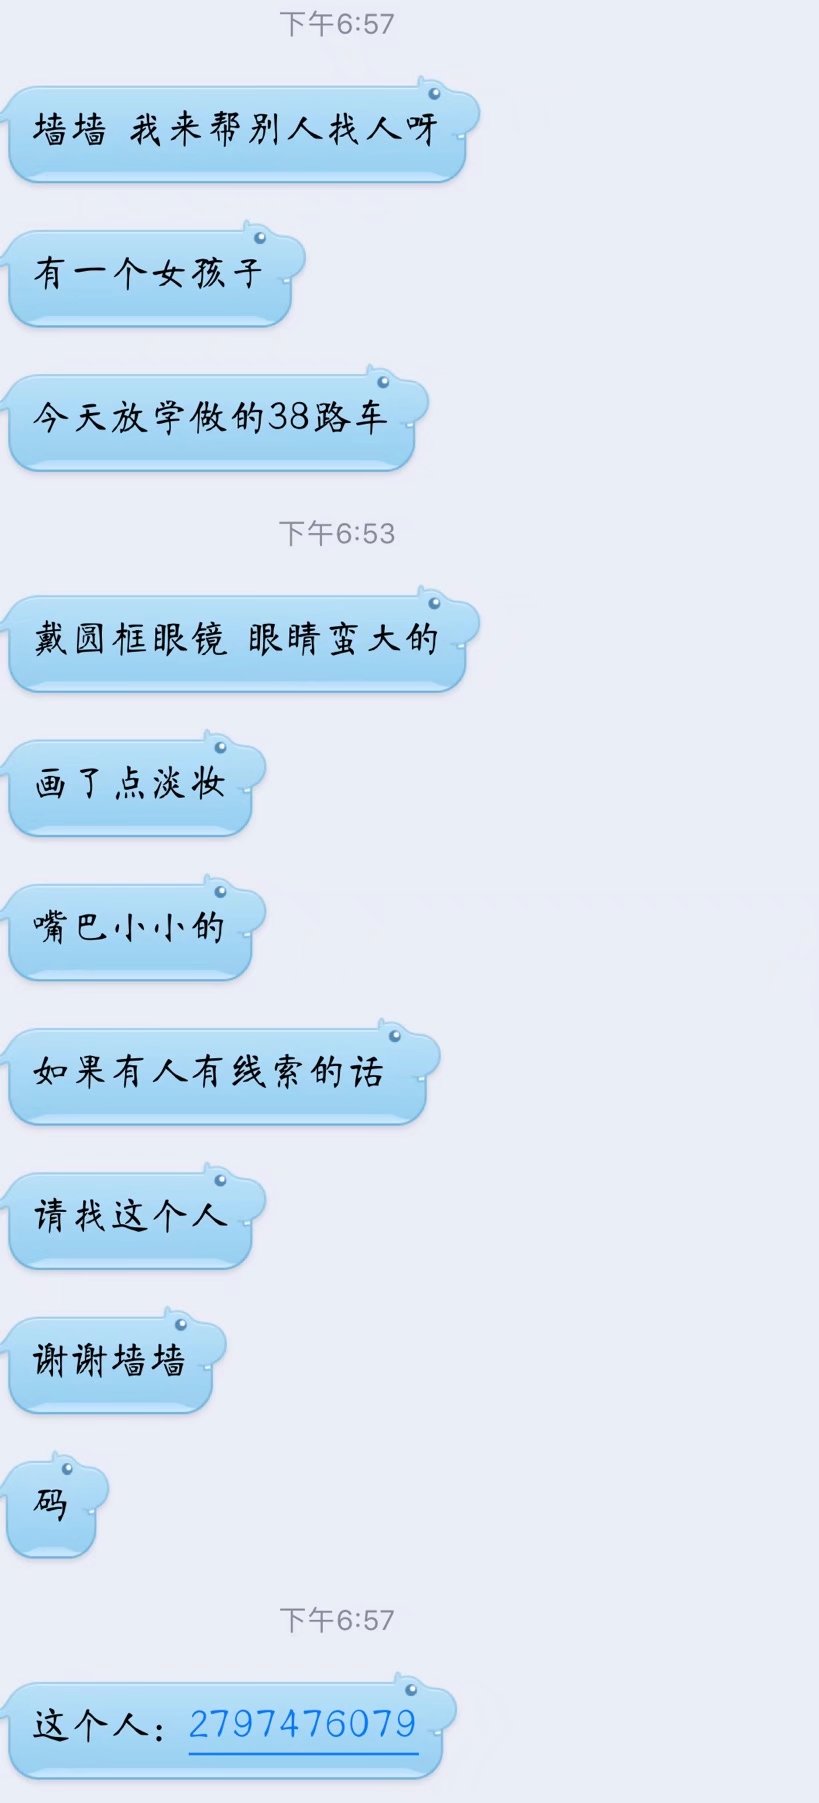 下午6:57
墙墙 我来帮别人找人呀
有一个女孩子
今天放学做的38路车
下午6:53
戴圆框眼镜 眼睛蛮大的
画了点淡妆
嘴巴小小的
如果有人有线索的话
请找这个人
谢谢墙墙
码
下午6:57
这个人：2797476079